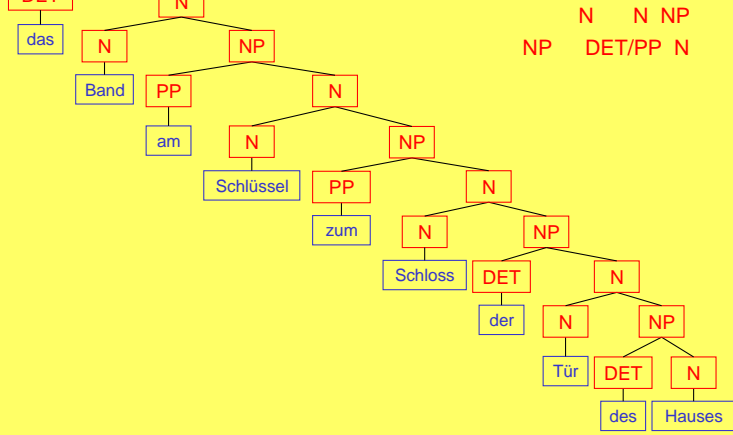 DET N
N N NP
das N NP
NP DET/PP N
Band PP N
am N NP
Schlüssel PP N
zum N NP
Schloss DET N
der N NP
Tür DET N
des Hauses